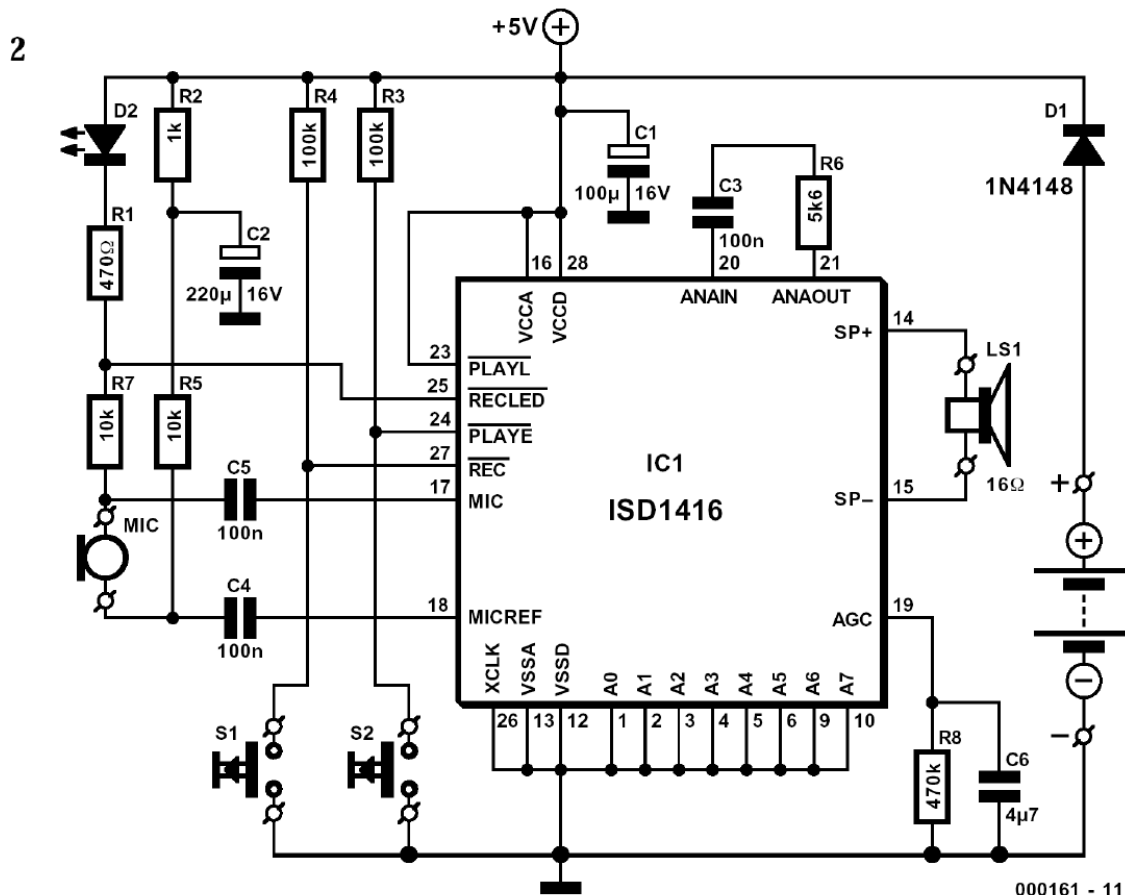 2
+5V
D2
R2
1k
R4
100k
R3
100k
C1
100µ 16V
C3
100n
R6
5k6
D1
1N4148
R1
470Ω
C2
220µ 16V
16
28
20
21
VCCA
VCCD
ANAIN
ANAOUT
23
PLAYL
25
RECLED
24
PLAYE
27
REC
17
MIC
18
MICREF
R7
10k
R5
10k
C5
100n
MIC
C4
100n
IC1
ISD1416
SP+
14
LS1
16Ω
SP–
15
AGC
19
+
+
–
–
XCLK
VSSA
VSSD
A0
A1
A2
A3
A4
A5
A6
A7
26
13
12
1
2
3
4
5
6
9
10
S1
S2
R8
470k
C6
4µ7
000161 - 11